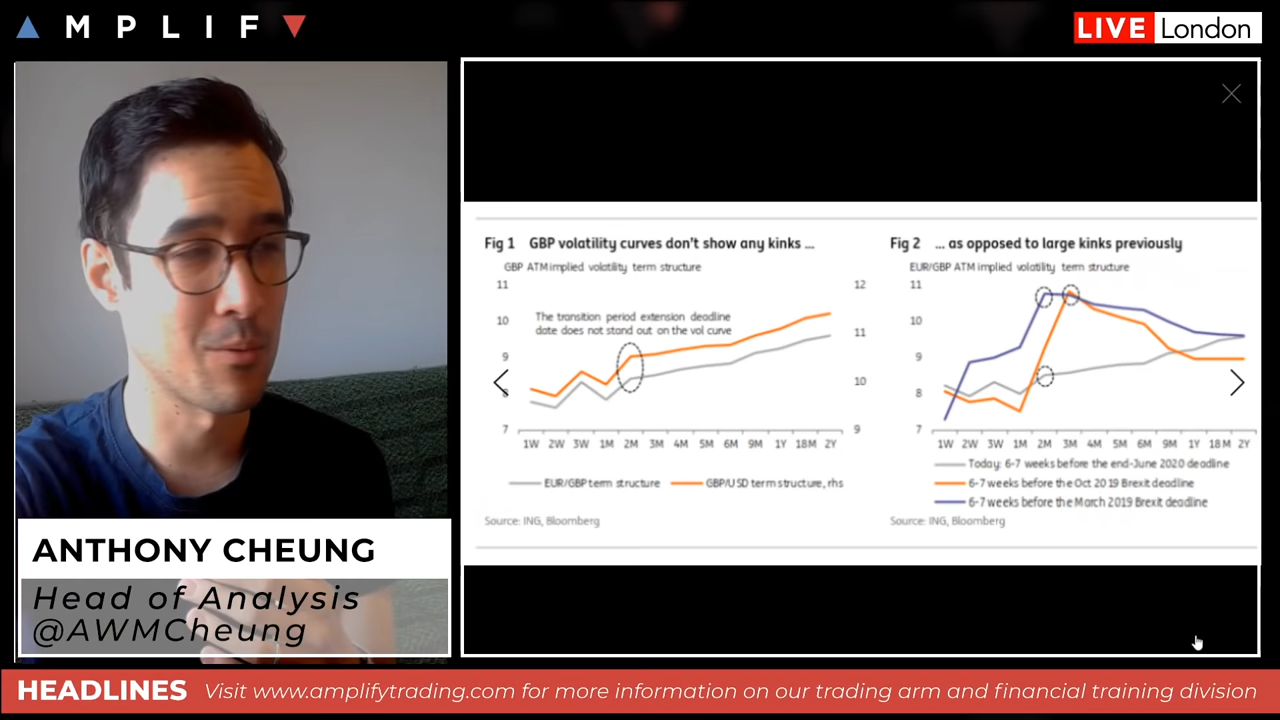 AMPLIFY
LIVE London
Fig 1 GBP volatility curves don't show any kinks ...
GBP ATM implied volatility term structure
11
10
9
8
7
12
11
10
9
The transition period extension deadline
date does not stand out on the vol curve
1W 2W 3W 1M 2M 3M 4M 5M 6M 9M 1Y 18M 2Y
EUR/GBP term structure GBP/USD term structure, rhs
Source: ING, Bloomberg
Fig 2 ... as opposed to large kinks previously
EUR/GBP ATM implied volatility term structure
11
10
9
8
7
1W 2W 3W 1M 2M 3M 4M 5M 6M 9M 1Y 18M 2Y
Today: 6-7 weeks before the end-June 2020 deadline
6-7 weeks before the Oct 2019 Brexit deadline
6-7 weeks before the March 2019 Brexit deadline
Source: ING, Bloomberg
ANTHONY CHEUNG
Head of Analysis
@AWMCheung
HEADLINES Visit www.amplifytrading.com for more information on our trading arm and financial training division